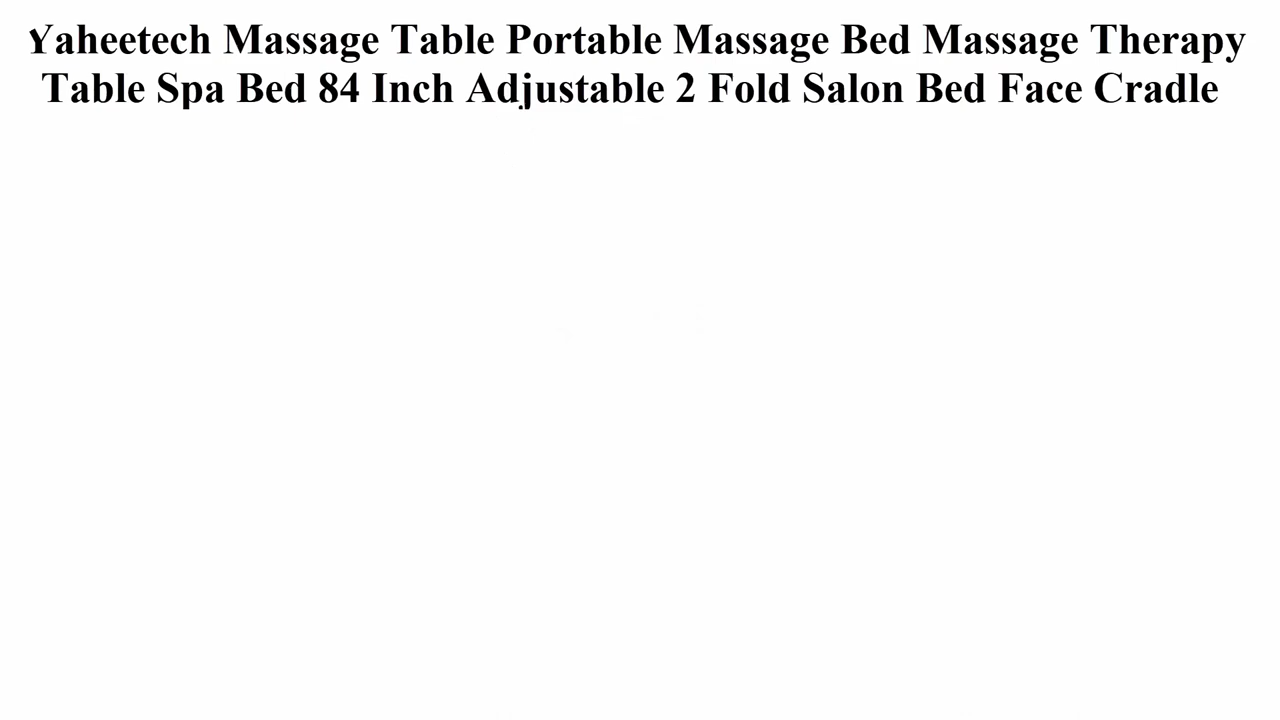 Yaheetech Massage Table Portable Massage Bed Massage Therapy
Table Spa Bed 84 Inch Adjustable 2 Fold Salon Bed Face Cradle